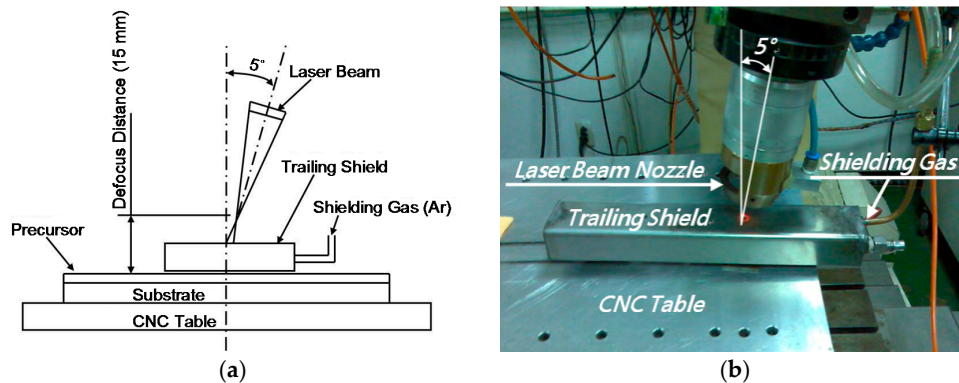 Defocus Distance (15 mm)
5°
Laser Beam
Trailing Shield
Shielding Gas (Ar)
Precursor
Substrate
CNC Table
(a)
5°
Laser Beam Nozzle
Shielding Gas
Trailing Shield
CNC Table
(b)